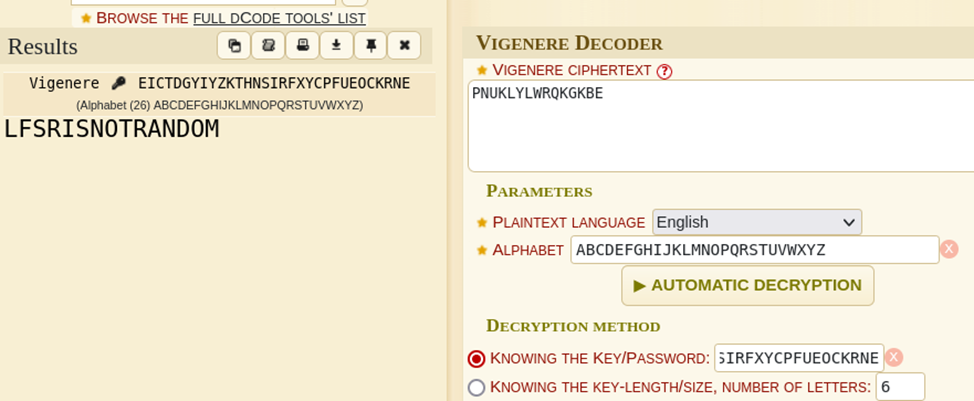 ★ BROWSE THE FULL DCODE TOOLS' LIST
Results
Vigenere EICTDGYIYZKTHNSIRFXYCPFUEOCKRNE
(Alphabet (26) ABCDEFGHIJKLMNOPQRSTUVWXYZ)
LFSRISNOTRANDOM
VIGENERE DECODER
★ VIGENERE CIPHERTEXT ?
PNUKLYLWRQKGKBE
PARAMETERS
★ PLAINTEXT LANGUAGE English
★ ALPHABET ABCDEFGHIJKLMNOPQRSTUVWXYZ X
▶ AUTOMATIC DECRYPTION
DECRYPTION METHOD
KNOWING THE KEY/PASSWORD: SIRFXYCPFUEOCKRNE X
KNOWING THE KEY-LENGTH/SIZE, NUMBER OF LETTERS: 6